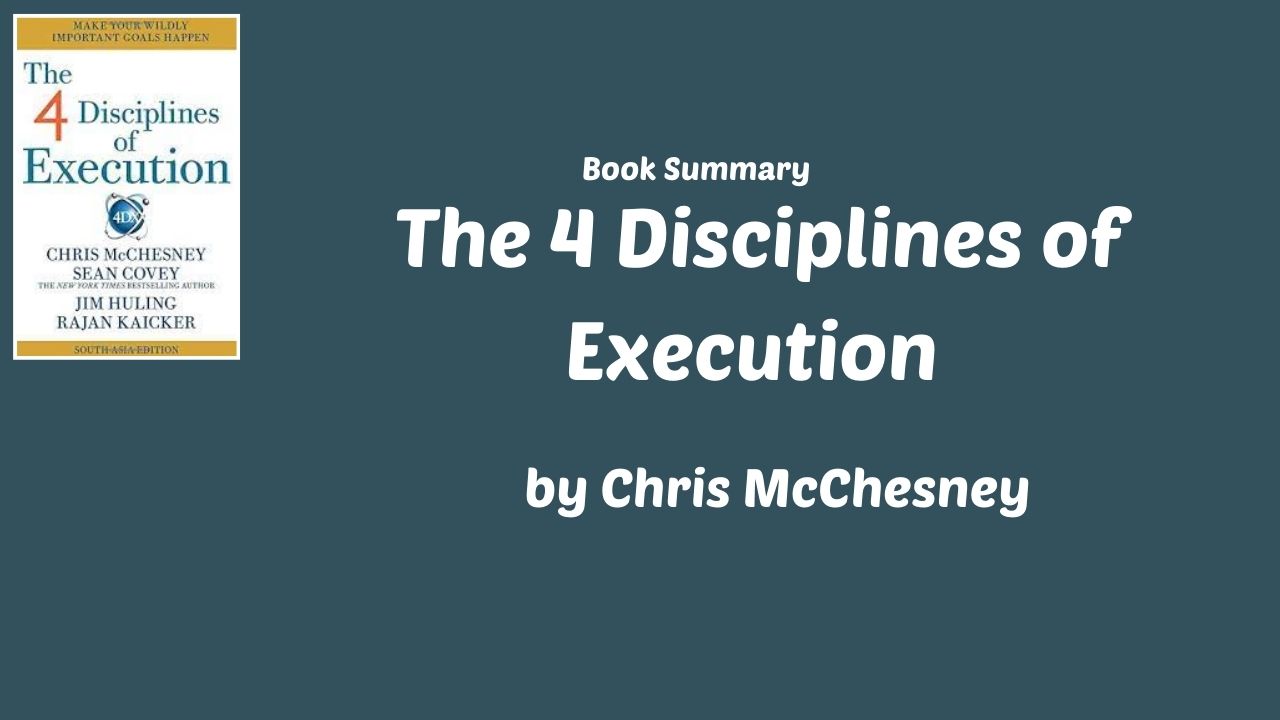 MAKE YOUR WILDLY
IMPORTANT GOALS HAPPEN
The
4 Disciplines
of
Execution
4DX
CHRIS McCHESNEY
SEAN COVEY
THE NEW YORK TIMES BESTSELLING AUTHOR
JIM HULING
RAJAN KAICKER
SOUTH ASIA EDITION
Book Summary
The 4 Disciplines of
Execution
by Chris McChesney